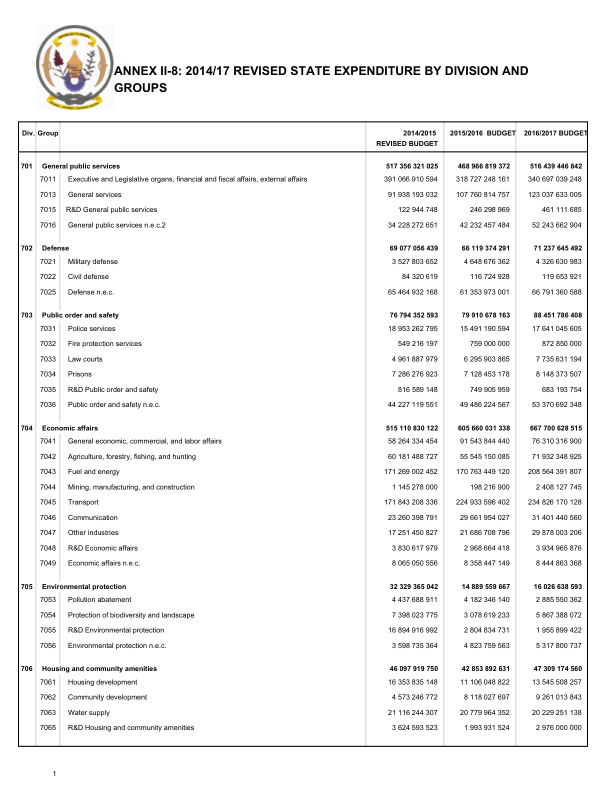 ANNEX II-8: 2014/17 REVISED STATE EXPENDITURE BY DIVISION AND
GROUPS
Div. Group 2014/2015 2015/2016 BUDGET 2016/2017 BUDGET
REVISED BUDGET
701 General public services 517 356 321 025 468 966 819 372 516 439 446 842
7011 Executive and Legislative organs, financial and fiscal affairs, external affairs 391 066 910 594 318 727 248 161 340 697 039 248
7013 General services 91 938 193 032 107 760 814 757 123 037 633 005
7015 R&D General public services 122 944 748 246 298 969 461 111 685
7016 General public services n.e.c.2 34 228 272 651 42 232 457 484 52 243 662 904
702 Defense 69 077 056 439 66 119 374 291 71 237 645 492
7021 Military defense 3 527 803 652 4 648 676 362 4 326 630 983
7022 Civil defense 84 320 619 116 724 928 119 653 921
7025 Defense n.e.c. 65 464 932 168 61 353 973 001 66 791 360 588
703 Public order and safety 76 794 352 593 79 910 678 163 88 451 786 408
7031 Police services 18 953 262 795 15 491 190 594 17 641 045 605
7032 Fire protection services 549 216 197 759 000 000 872 850 000
7033 Law courts 4 961 887 979 6 295 903 865 7 735 631 194
7034 Prisons 7 286 276 923 7 128 453 178 8 148 373 507
7035 R&D Public order and safety 816 589 148 749 905 959 683 193 754
7036 Public order and safety n.e.c. 44 227 119 551 49 486 224 567 53 370 692 348
704 Economic affairs 515 110 830 122 605 660 031 338 667 700 628 515
7041 General economic, commercial, and labor affairs 58 264 334 454 91 543 844 440 76 310 316 900
7042 Agriculture, forestry, fishing, and hunting 60 181 488 727 55 545 150 085 71 932 348 925
7043 Fuel and energy 171 269 002 452 170 763 449 120 208 564 391 807
7044 Mining, manufacturing, and construction 1 145 278 000 198 216 900 2 408 127 745
7045 Transport 171 843 208 336 224 933 596 402 234 826 170 128
7046 Communication 23 260 398 791 29 661 954 027 31 401 440 560
7047 Other industries 17 251 450 827 21 686 708 796 29 878 003 206
7048 R&D Economic affairs 3 830 617 979 2 968 664 418 3 934 965 876
7049 Economic affairs n.e.c. 8 065 050 556 8 358 447 149 8 444 863 368
705 Environmental protection 32 329 365 042 14 889 559 667 16 026 638 593
7053 Pollution abatement 4 437 688 911 4 182 346 140 2 885 550 362
7054 Protection of biodiversity and landscape 7 398 023 775 3 078 619 233 5 867 388 072
7055 R&D Environmental protection 16 894 916 992 2 804 834 731 1 955 899 422
7056 Environmental protection n.e.c. 3 598 735 364 4 823 759 563 5 317 800 737
706 Housing and community amenities 46 097 919 750 42 853 892 631 47 309 174 560
7061 Housing development 16 353 835 148 11 106 048 822 13 545 508 257
7062 Community development 4 573 246 772 8 118 027 697 9 261 013 843
7063 Water supply 21 116 244 307 20 779 964 352 20 229 251 138
7065 R&D Housing and community amenities 3 624 593 523 1 993 931 524 2 976 000 000
1